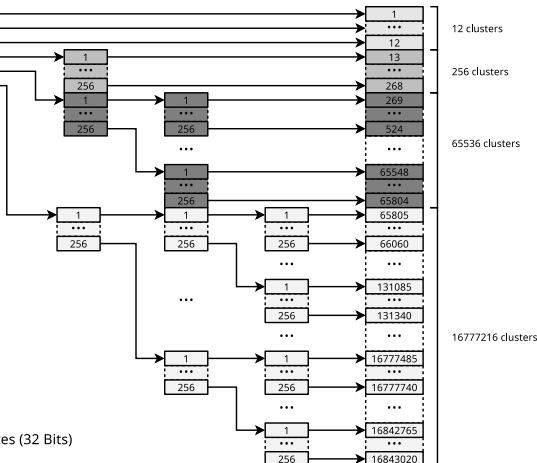 1
...
12
12 clusters
1 13
... ...
256 268
256 clusters
1 1 269
... ... ...
256 256 524
... ...
65536 clusters
1 65548
... ...
256 65804
1 1 1 65805
... ... ... ...
256 256 256 66060
... ...
1 131085
... ... ...
256 131340
... ...
16777216 clusters
1 1 16777485
... ... ...
256 256 16777740
... ...
1 16842765
... ...
es (32 Bits)
256 16843020